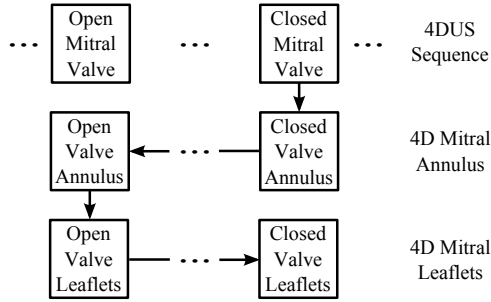 Open
Mitral
Valve
Closed
Mitral
Valve
4DUS
Sequence
Open
Valve
Annulus
Closed
Valve
Annulus
4D Mitral
Annulus
Open
Valve
Leaflets
Closed
Valve
Leaflets
4D Mitral
Leaflets